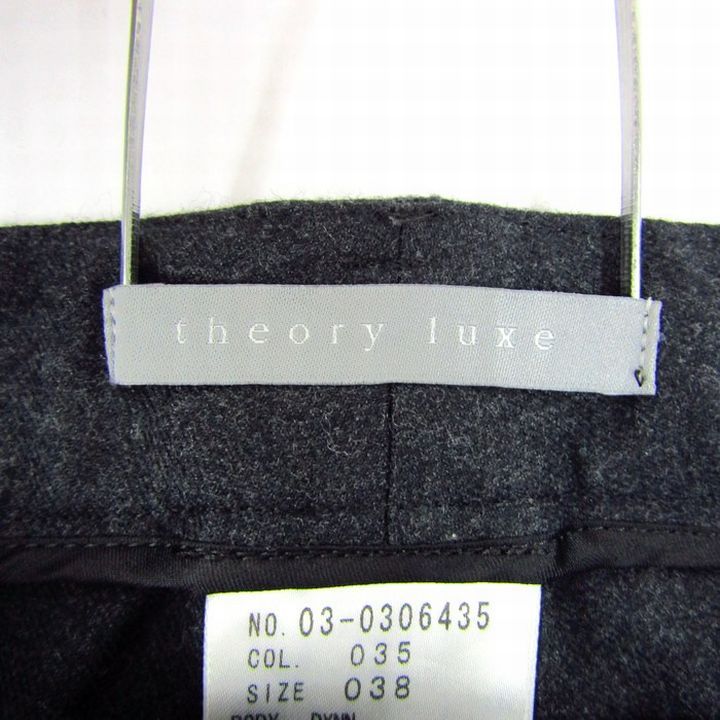 theory luxe
NO. 03-0306435
COL. 035
SIZE 038